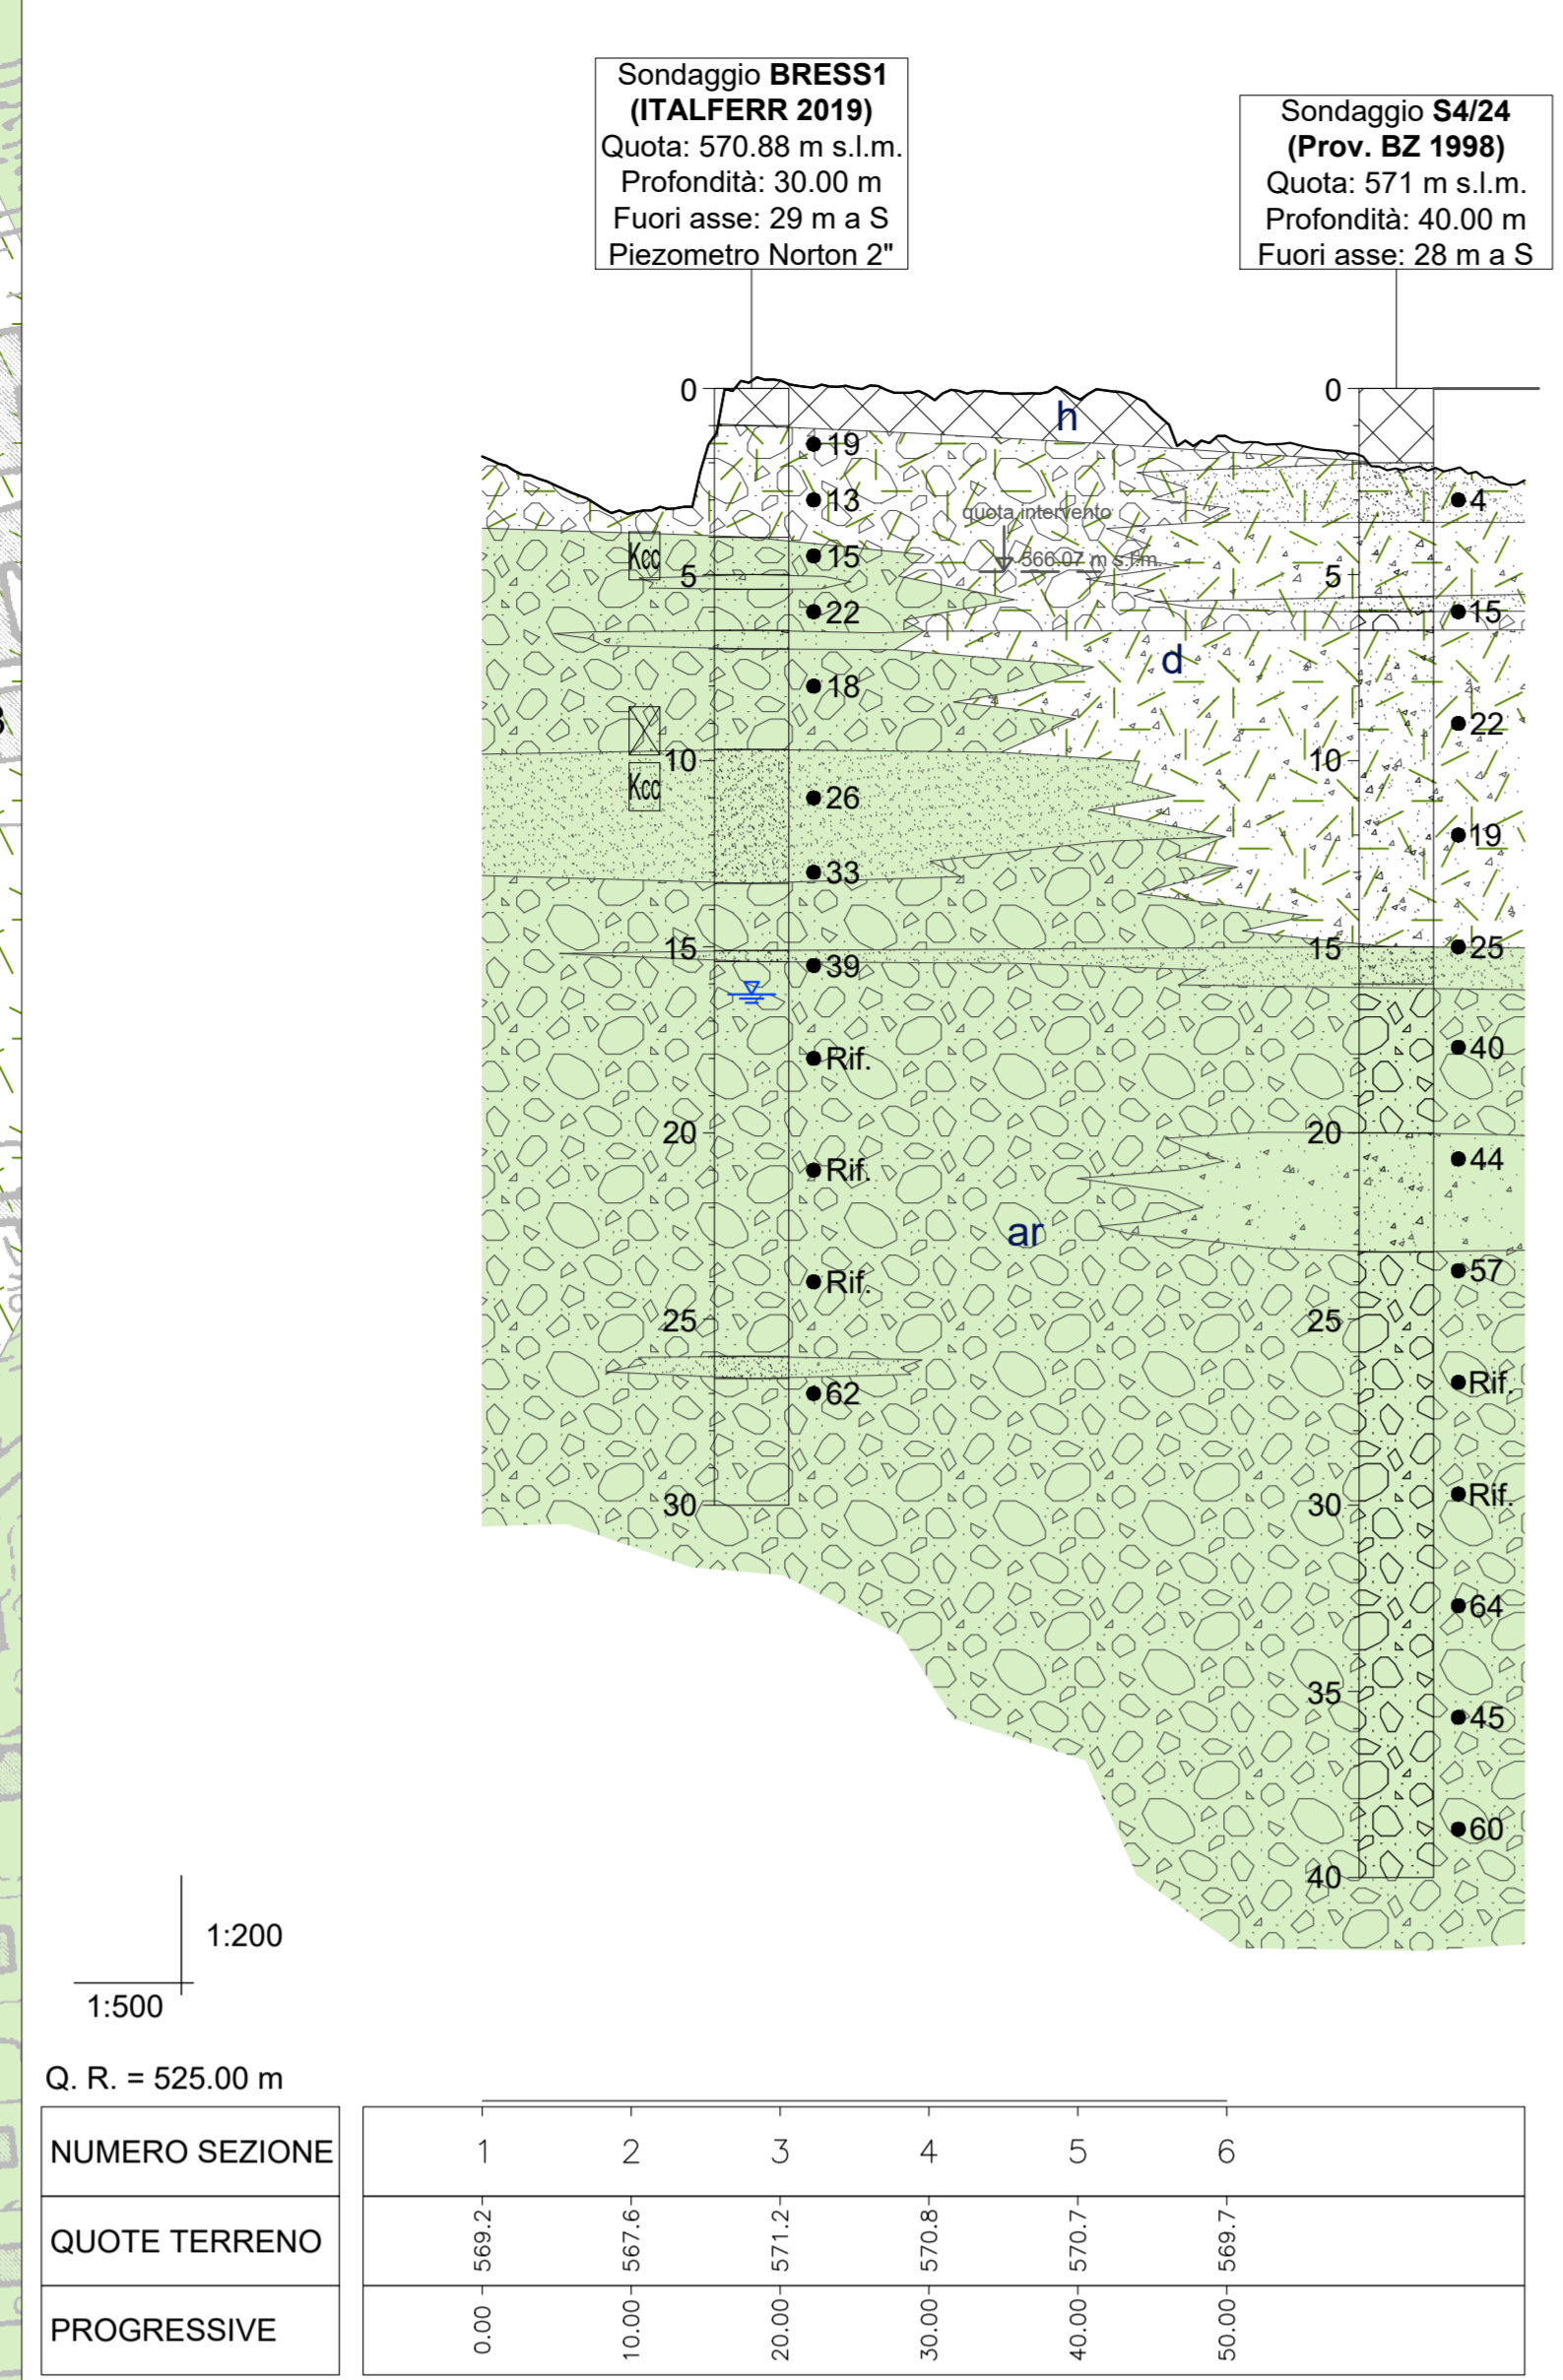 Sondaggio BRESS1
(ITALFERR 2019)
Quota: 570.88 m s.l.m.
Profondità: 30.00 m
Fuori asse: 29 m a S
Piezometro Norton 2"
Sondaggio S4/24
(Prov. BZ 1998)
Quota: 571 m s.l.m.
Profondità: 40.00 m
Fuori asse: 28 m a S
0
5
10
15
20
25
30
19
13
15
22
18
26
33
39
Rif.
Rif.
Rif.
62
Kcc
Kcc
h
quota intervento
566.07 m s.l.m.
d
ar
0
5
10
15
20
25
30
35
40
4
15
22
19
25
40
44
57
Rif.
Rif.
64
45
60
1:200
1:500
Q. R. = 525.00 m
NUMERO SEZIONE 1 2 3 4 5 6
QUOTE TERRENO 569.2 567.6 571.2 570.8 570.7 569.7
PROGRESSIVE 0.00 10.00 20.00 30.00 40.00 50.00